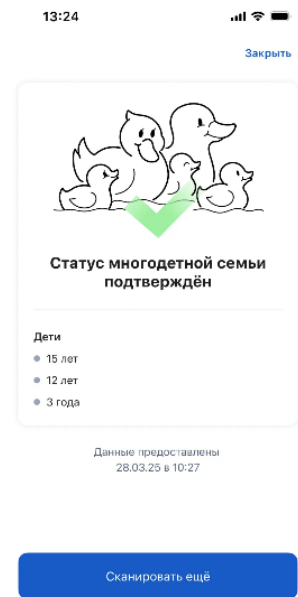 13:24
Закрыть
Статус многодетной семьи
подтверждён
Дети
15 лет
12 лет
3 года
Данные предоставлены
28.03.25 в 10:27
Сканировать ещё